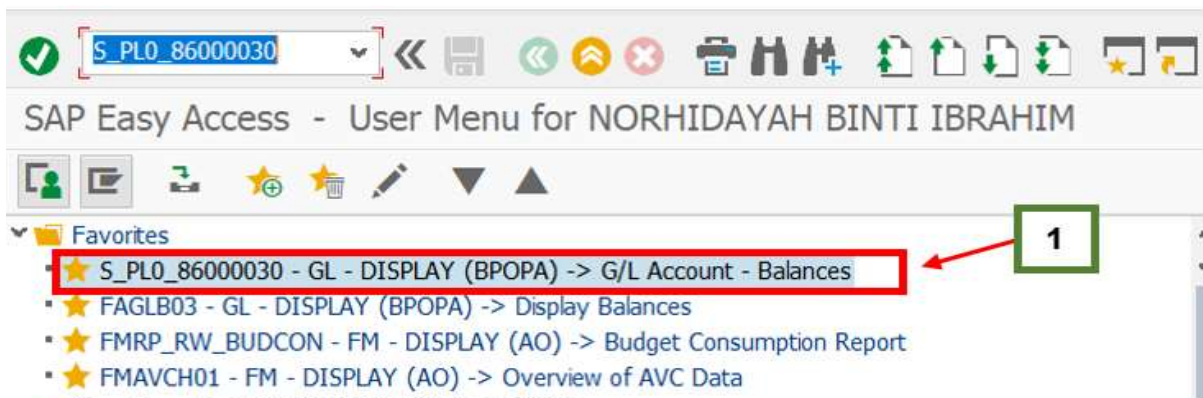 S_PL0_86000030
SAP Easy Access - User Menu for NORHIDAYAH BINTI IBRAHIM
Favorites
1
S_PL0_86000030 - GL - DISPLAY (BPOPA) -> G/L Account - Balances
FAGLB03 - GL - DISPLAY (BPOPA) -> Display Balances
FMRP_RW_BUDCON - FM - DISPLAY (AO) -> Budget Consumption Report
FMAVCH01 - FM - DISPLAY (AO) -> Overview of AVC Data